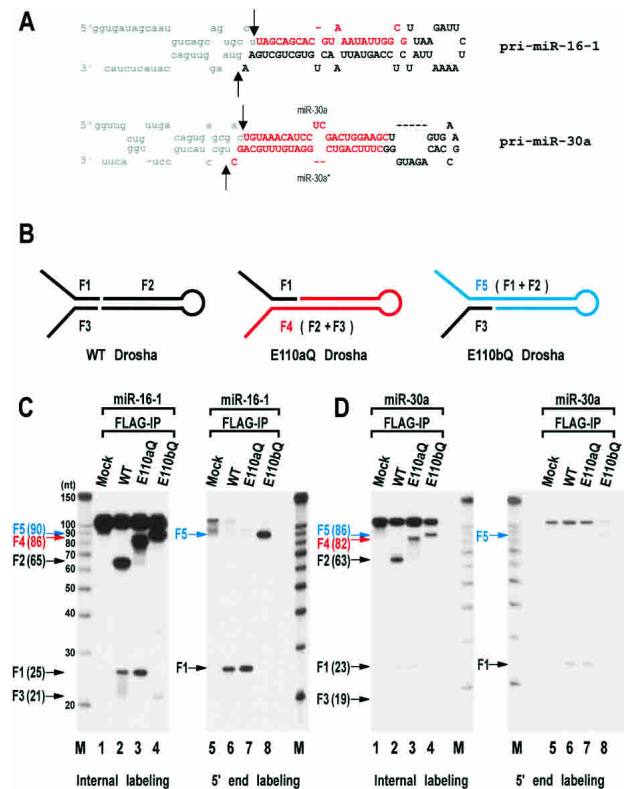 A
5'ggugauagcaau ag c - A C U GAUU
gucagc ugc uUAGCAGCAC GU AAUAUUGG G UAA C
caguug aug AGUCGUCGUG CA UUAUGACC C AUU U
3' caucucauac ga A U A U U AAAA
pri-miR-16-1
miR-30a
5'gguug uuga a a UC ----- A
cug cagug gcg cUGUAAACAUCC GACUGGAAGCU GUG A
ggc gucau cgu GACGUUUGUAGG CUGACUUUCGG CAC G
3' uuca -ucc c C -- GUAGA C
miR-30a*
pri-miR-30a
B
F1 F2
F3
WT Drosha
F1
F4 (F2+F3)
E110aQ Drosha
F5 (F1+F2)
F3
E110bQ Drosha
C
miR-16-1
FLAG-IP
Mock WT E110aQ E110bQ
(nt)
150
100
90
80
70
60
50
40
30
20
F5 (90)
F4 (86)
F2 (65)
F1 (25)
F3 (21)
M 1 2 3 4
Internal labeling
miR-16-1
FLAG-IP
Mock WT E110aQ E110bQ
F5
F1
5 6 7 8 M
5' end labeling
D
miR-30a
FLAG-IP
Mock WT E110aQ E110bQ
F5 (86)
F4 (82)
F2 (63)
F1 (23)
F3 (19)
1 2 3 4 M
Internal labeling
miR-30a
FLAG-IP
Mock WT E110aQ E110bQ
F5
F1
M 5 6 7 8
5' end labeling